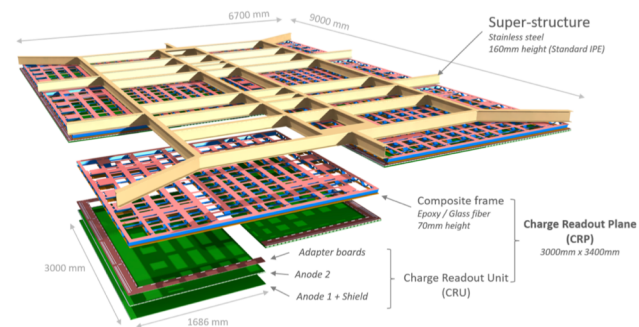 6700 mm
9000 mm
Super-structure
Stainless steel
160mm height (Standard IPE)
Composite frame
Epoxy / Glass fiber
70mm height
Charge Readout Plane
(CRP)
3000mm x 3400mm
Adapter boards
Anode 2
Anode 1 + Shield
Charge Readout Unit
(CRU)
3000 mm
1686 mm